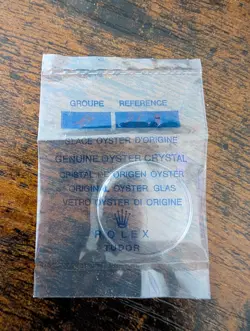 GROUPE REFERENCE
GLACE OYSTER D'ORIGINE
GENUINE OYSTER CRYSTAL
CRISTAL DE ORIGEN OYSTER
ORIGINAL OYSTER GLAS
VETRO OYSTER DI ORIGINE
ROLEX
TUDOR